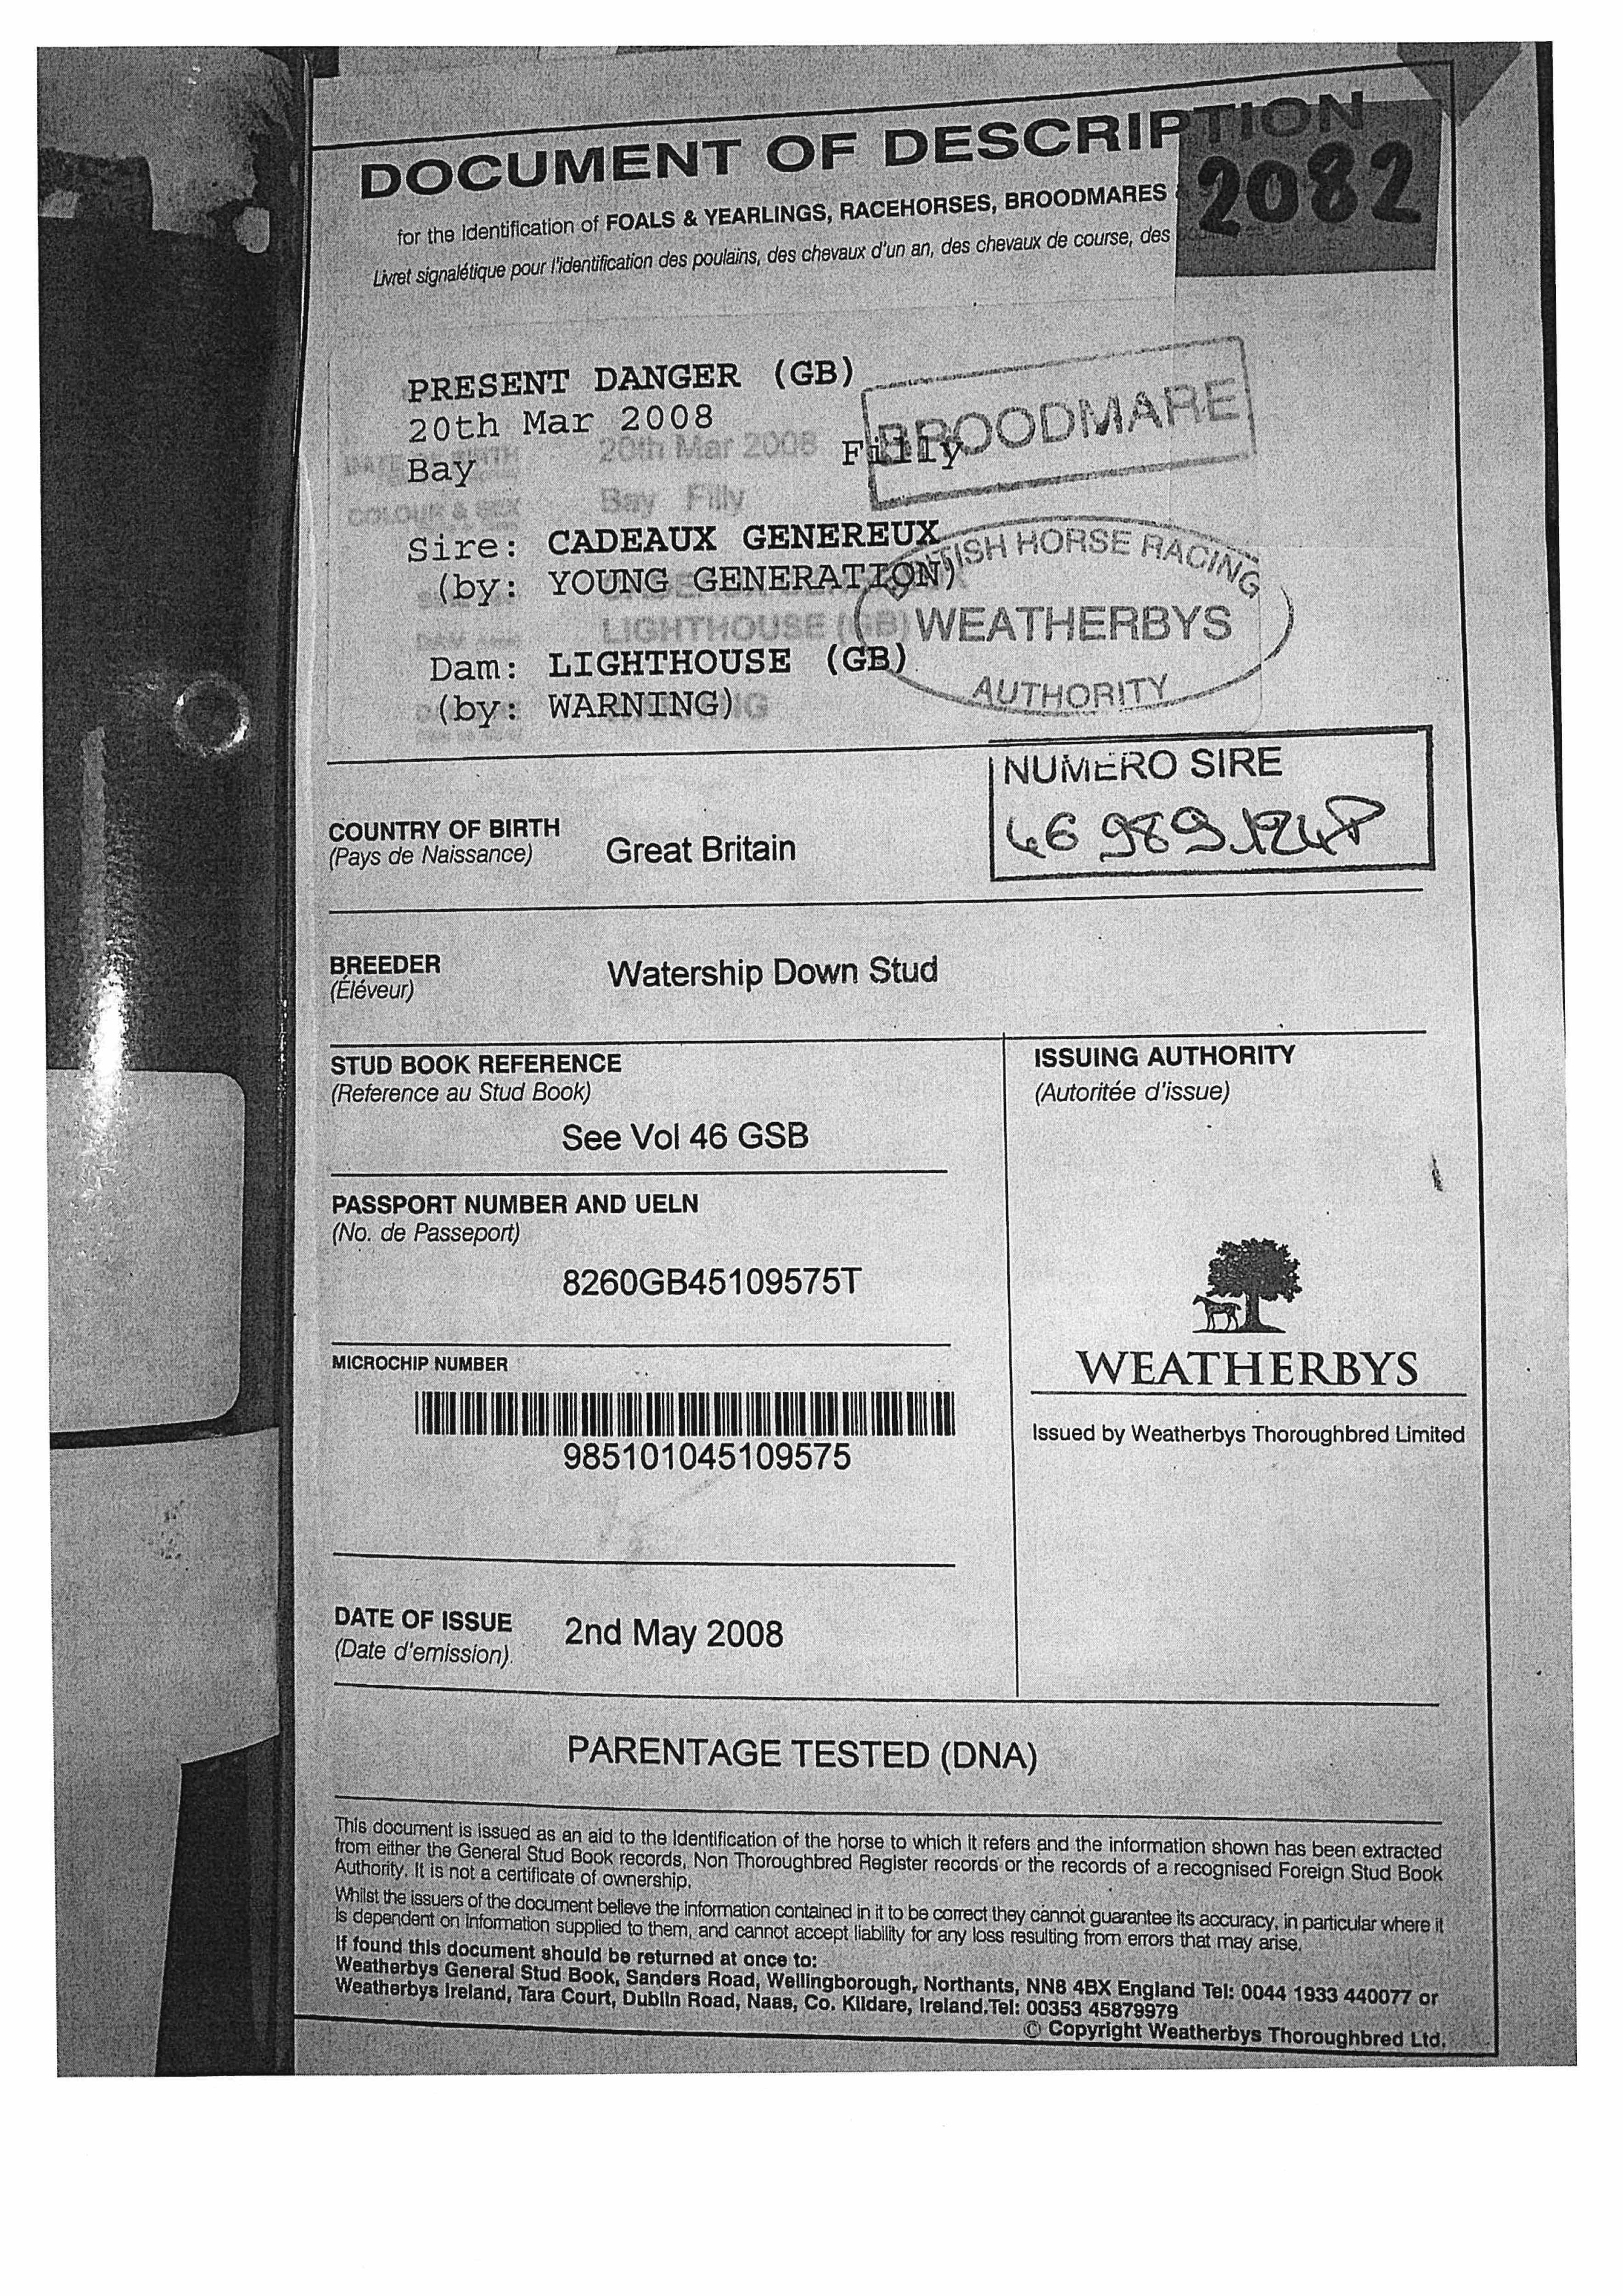 DOCUMENT OF DESCRIPTION
2082
for the Identification of FOALS & YEARLINGS, RACEHORSES, BROODMARES
Livret signalétique pour l'identification des poulains, des chevaux d'un an, des chevaux de course, des
PRESENT DANGER (GB)
BROODMARE
20th Mar 2008
20th Mar 2008
Bay Filly
COLOUR & SEX Bay Filly
Sire: CADEAUX GENEREUX
(by: YOUNG GENERATION)
HORSE RACING
LIGHTHOUSE (GB)
WEATHERBYS
AUTHORITY
Dam: LIGHTHOUSE (GB)
(by: WARNING)
NUMERO SIRE
COUNTRY OF BIRTH
(Pays de Naissance)
Great Britain
BREEDER
(Éléveur)
Watership Down Stud
STUD BOOK REFERENCE
(Reference au Stud Book)
See Vol 46 GSB
ISSUING AUTHORITY
(Autoritée d'issue)
PASSPORT NUMBER AND UELN
(No. de Passeport)
8260GB45109575T
MICROCHIP NUMBER
985101045109575
WEATHERBYS
Issued by Weatherbys Thoroughbred Limited
DATE OF ISSUE
(Date d'emission).
2nd May 2008
PARENTAGE TESTED (DNA)
This document is issued as an aid to the Identification of the horse to which it refers and the information shown has been extracted
from either the General Stud Book records, Non Thoroughbred Register records or the records of a recognised Foreign Stud Book
Authority. It is not a certificate of ownership.
Whilst the issuers of the document believe the information contained in it to be correct they cannot guarantee its accuracy, in particular where it
is dependent on information supplied to them, and cannot accept liability for any loss resulting from errors that may arise.
If found this document should be returned at once to:
Weatherbys General Stud Book, Sanders Road, Wellingborough, Northants, NN8 4BX England Tel: 0044 1933 440077 or
Weatherbys Ireland, Tara Court, Dublin Road, Naas, Co. Kildare, Ireland.Tel: 00353 45879979
© Copyright Weatherbys Thoroughbred Ltd.